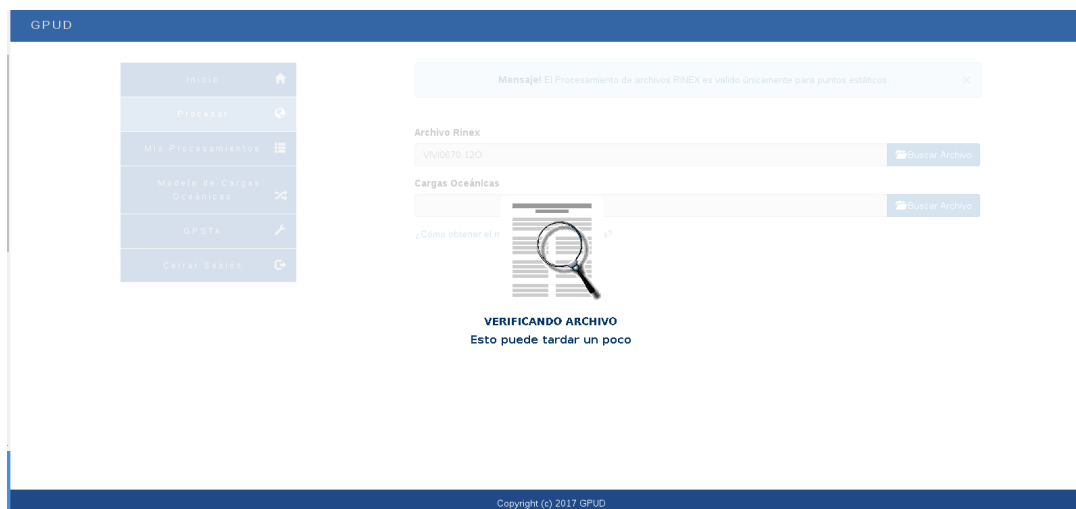 GPUD
Inicio
Procesar
Mis Procesamientos
Modelo de Cargas
Oceánicas
GPSTk
Cerrar Sesión
Mensaje! El Procesamiento de archivos RINEX es valido únicamente para puntos estáticos
×
Archivo Rinex
VIVI0670.12O
Buscar Archivo
Cargas Oceánicas
Buscar Archivo
¿Cómo obtener el m
?
VERIFICANDO ARCHIVO
Esto puede tardar un poco
Copyright (c) 2017 GPUD